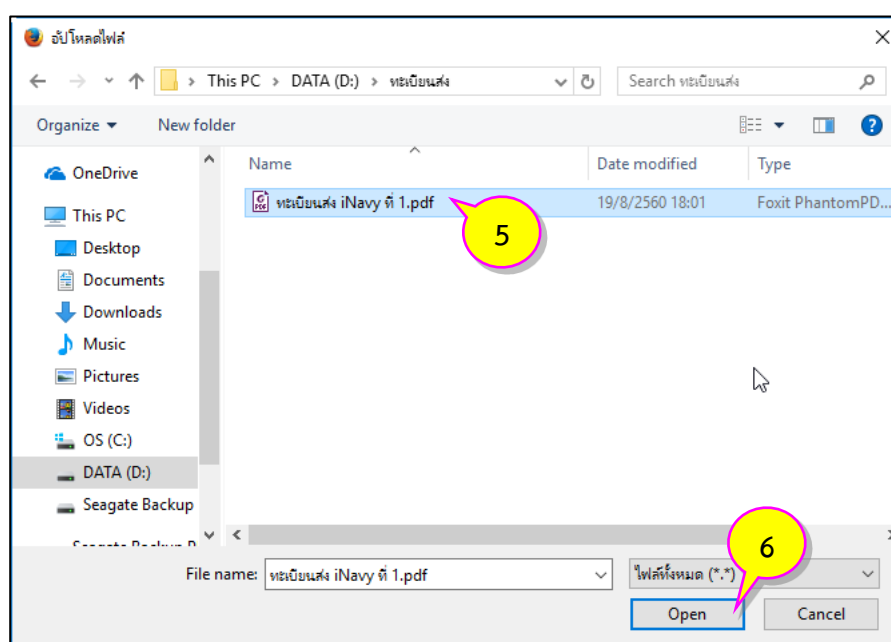 อัปโหลดไฟล์
This PC > DATA (D:) > ทะเบียนส่ง
Search ทะเบียนส่ง
Organize
New folder
Name
Date modified
Type
OneDrive
This PC
Desktop
Documents
Downloads
Music
Pictures
Videos
OS (C:)
DATA (D:)
Seagate Backup
ทะเบียนส่ง iNavy ที่ 1.pdf
19/8/2560 18:01
Foxit PhantomPD...
5
6
File name: ทะเบียนส่ง iNavy ที่ 1.pdf
ไฟล์ทั้งหมด (*.*)
Open
Cancel